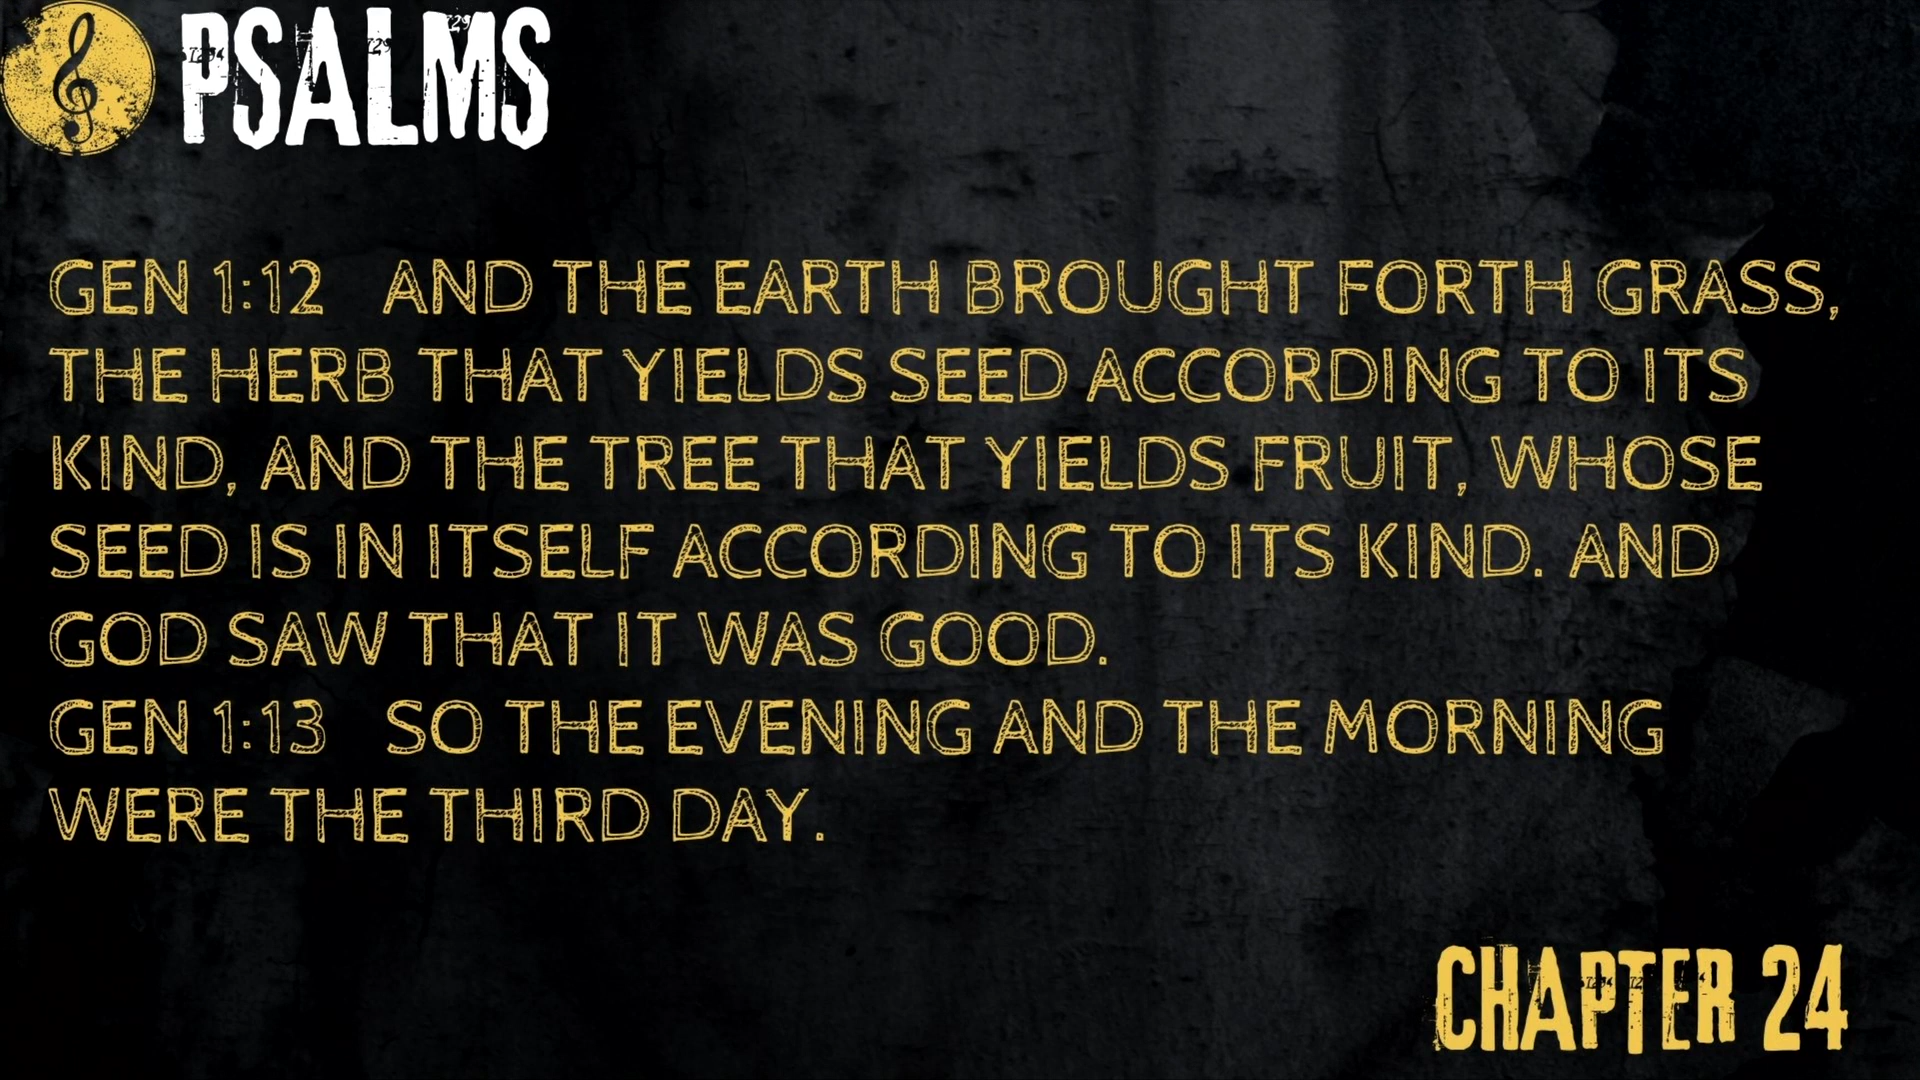 PSALMS
GEN 1:12 AND THE EARTH BROUGHT FORTH GRASS,
THE HERB THAT YIELDS SEED ACCORDING TO ITS
KIND, AND THE TREE THAT YIELDS FRUIT, WHOSE
SEED IS IN ITSELF ACCORDING TO ITS KIND. AND
GOD SAW THAT IT WAS GOOD.
GEN 1:13 SO THE EVENING AND THE MORNING
WERE THE THIRD DAY.
CHAPTER 24